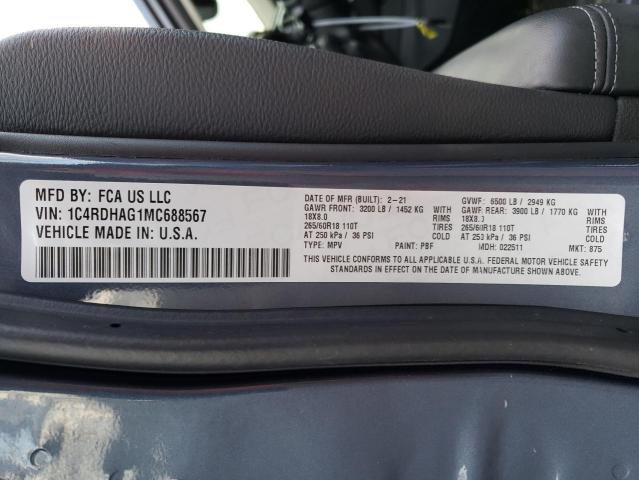 MFD BY: FCA US LLC
VIN: 1C4RDHAG1MC688567
VEHICLE MADE IN: U.S.A.
DATE OF MFR (BUILT): 2-21
GAWR FRONT: 3200 LB / 1452 KG WITH
18X8.0 RIMS
265/60R18 110T TIRES
AT 250 kPa / 36 PSI COLD
TYPE: MPV PAINT: PBF
GVWF: 6500 LB / 2949 KG
GAWR: REAR: 3900 LB / 1770 KG WITH
18X8.0 RIMS
265/60R18 110T TIRES
AT 250 kPa / 36 PSI COLD
MDH: 022511 MKT: 875
THIS VEHICLE CONFORMS TO ALL APPLICABLE U.S.A. FEDERAL MOTOR VEHICLE SAFETY
STANDARDS IN EFFECT ON THE DATE OF MANUFACTURE SHOWN ABOVE.